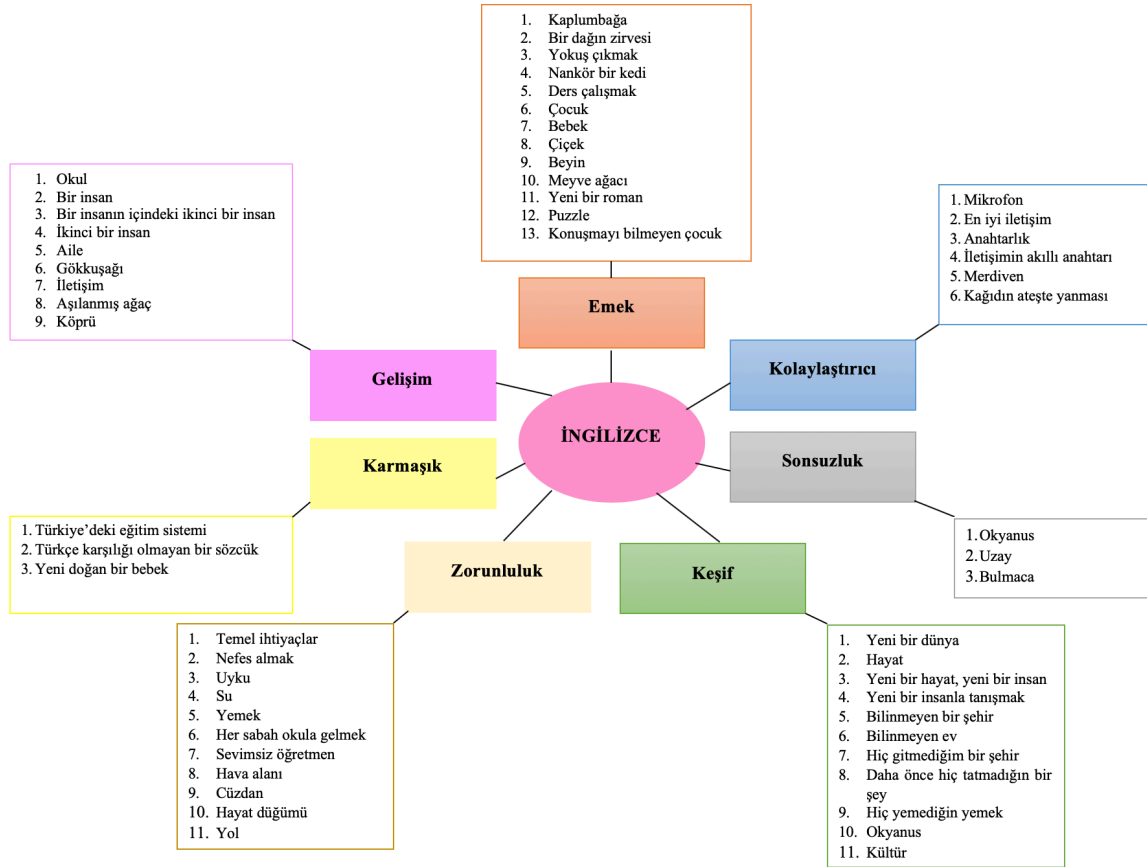 1. Kaplumbağa
2. Bir dağın zirvesi
3. Yokuş çıkmak
4. Nankör bir kedi
5. Ders çalışmak
6. Çocuk
7. Bebek
8. Çiçek
9. Beyin
10. Meyve ağacı
11. Yeni bir roman
12. Puzzle
13. Konuşmayı bilmeyen çocuk
Emek
1. Okul
2. Bir insan
3. Bir insanın içindeki ikinci bir insan
4. İkinci bir insan
5. Aile
6. Gökkuşağı
7. İletişim
8. Aşılanmış ağaç
9. Köprü
Gelişim
1. Mikrofon
2. En iyi iletişim
3. Anahtarlık
4. İletişimin akıllı anahtarı
5. Merdiven
6. Kağıdın ateşte yanması
Kolaylaştırıcı
İNGİLİZCE
Karmaşık
1. Türkiye’deki eğitim sistemi
2. Türkçe karşılığı olmayan bir sözcük
3. Yeni doğan bir bebek
Sonsuzluk
1. Okyanus
2. Uzay
3. Bulmaca
Zorunluluk
1. Temel ihtiyaçlar
2. Nefes almak
3. Uyku
4. Su
5. Yemek
6. Her sabah okula gelmek
7. Sevimsiz öğretmen
8. Hava alanı
9. Cüzdan
10. Hayat düğümü
11. Yol
Keşif
1. Yeni bir dünya
2. Hayat
3. Yeni bir hayat, yeni bir insan
4. Yeni bir insanla tanışmak
5. Bilinmeyen bir şehir
6. Bilinmeyen ev
7. Hiç gitmediğim bir şehir
8. Daha önce hiç tatmadığın bir
şey
9. Hiç yemediğin yemek
10. Okyanus
11. Kültür